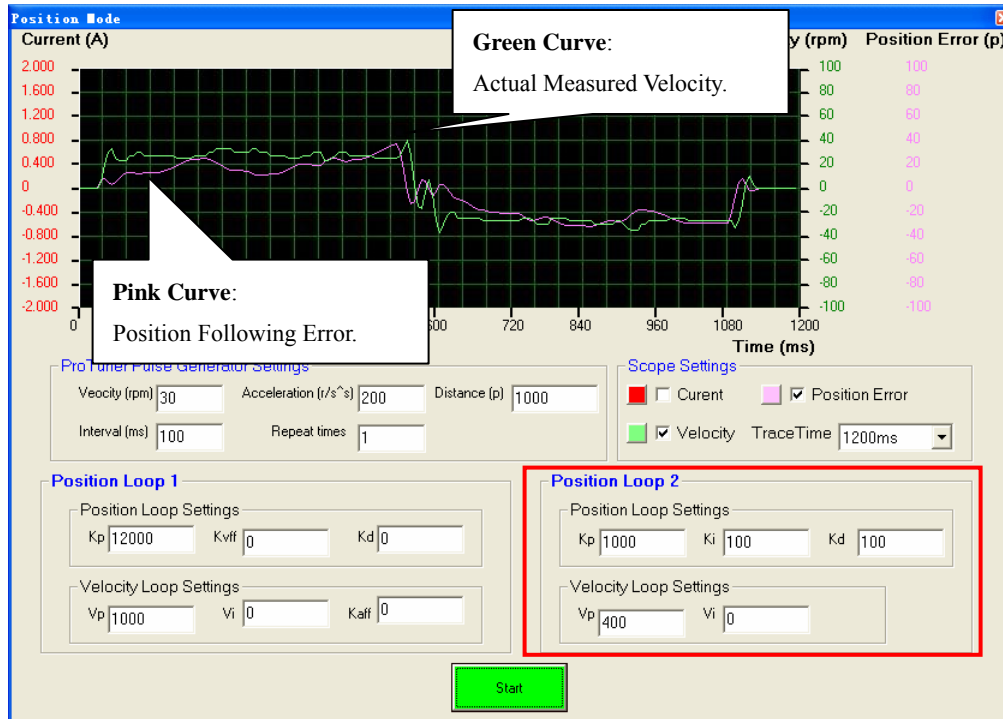 Position Mode
Current (A)
y (rpm)
Position Error (p)
Green Curve:
Actual Measured Velocity.
2.000
1.600
1.200
0.800
0.400
0
-0.400
-0.800
-1.200
-1.600
-2.000
100
80
60
40
20
0
-20
-40
-60
-80
-100
100
80
60
40
20
0
-20
-40
-60
-80
-100
Pink Curve:
Position Following Error.
0
600
720
840
960
1080
1200
Time (ms)
ProTuner Pulse Generator Settings
Veocity (rpm) 30
Acceleration (r/s^s) 200
Distance (p) 1000
Interval (ms) 100
Repeat times 1
Scope Settings
Curent
Position Error
Velocity
TraceTime 1200ms
Position Loop 1
Position Loop Settings
Kp 12000
Kvff 0
Kd 0
Velocity Loop Settings
Vp 1000
Vi 0
Kaff 0
Position Loop 2
Position Loop Settings
Kp 1000
Ki 100
Kd 100
Velocity Loop Settings
Vp 400
Vi 0
Start